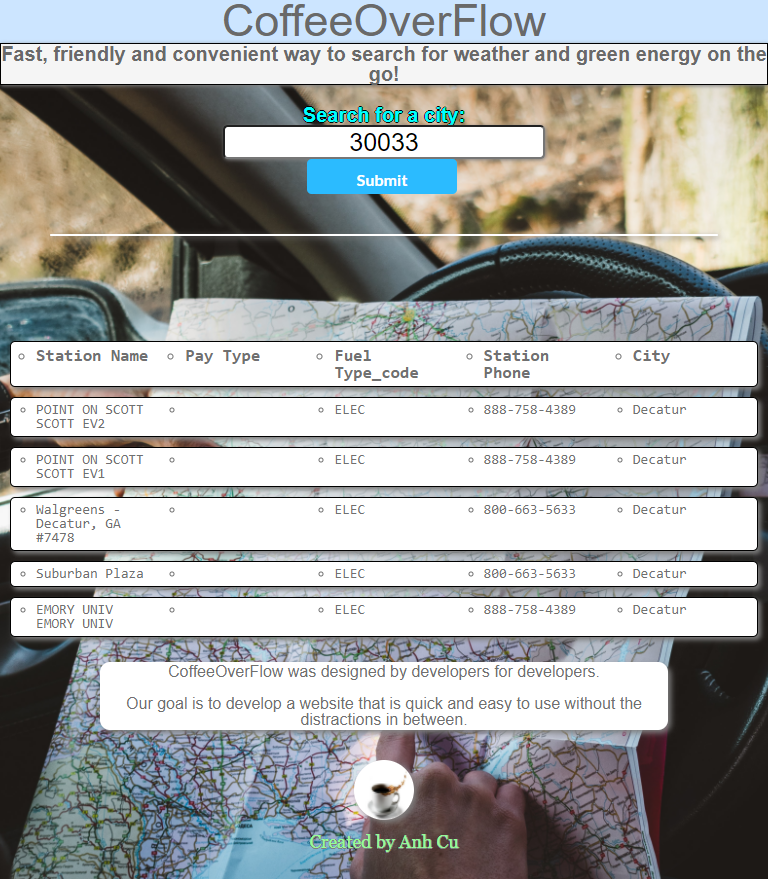 CoffeeOverFlow
Fast, friendly and convenient way to search for weather and green energy on the
go!
Search for a city:
30033
Submit
Station Name Pay Type Fuel Station City
Type_code Phone
POINT ON SCOTT ELEC 888-758-4389 Decatur
SCOTT EV2
POINT ON SCOTT ELEC 888-758-4389 Decatur
SCOTT EV1
Walgreens - ELEC 800-663-5633 Decatur
Decatur, GA
#7478
Suburban Plaza ELEC 800-663-5633 Decatur
EMORY UNIV ELEC 888-758-4389 Decatur
EMORY UNIV
CoffeeOverFlow was designed by developers for developers.
Our goal is to develop a website that is quick and easy to use without the
distractions in between.
Created by Anh Cu